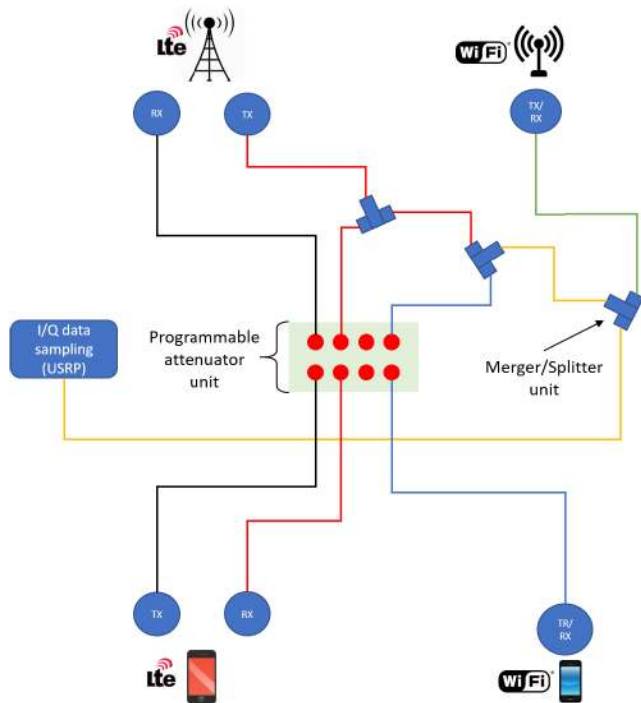 Lte
WiFi
RX
TX
TX/
RX
I/Q data
sampling
(USRP)
Programmable
attenuator
unit
Merger/Splitter
unit
TX
RX
TR/
RX
Lte
WiFi